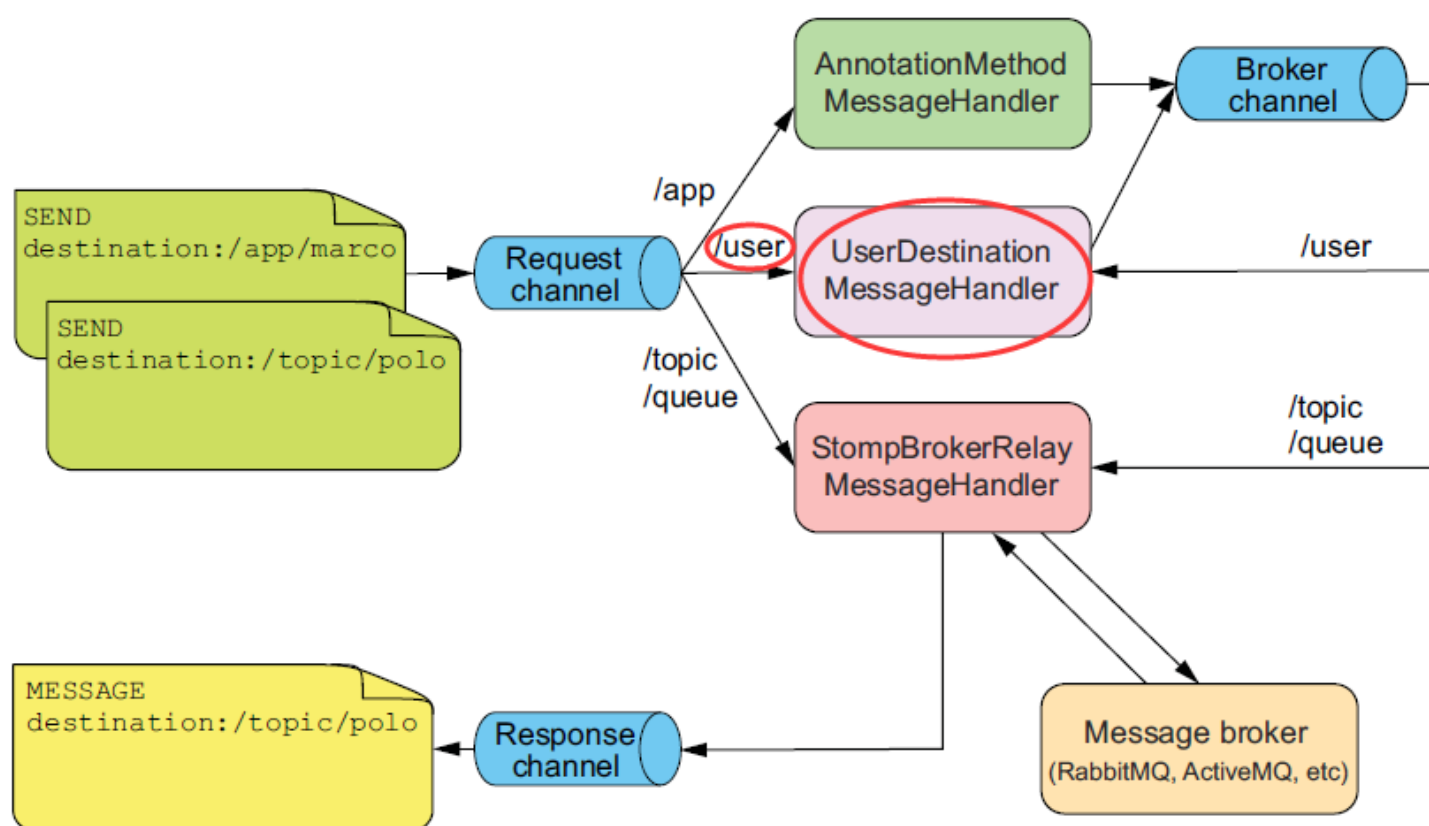 AnnotationMethod
MessageHandler
Broker
channel
/app
SEND
destination:/app/marco
SEND
destination:/topic/polo
Request
channel
/user
UserDestination
MessageHandler
/user
/topic
/queue
StompBrokerRelay
MessageHandler
/topic
/queue
MESSAGE
destination:/topic/polo
Response
channel
Message broker
(RabbitMQ, ActiveMQ, etc)